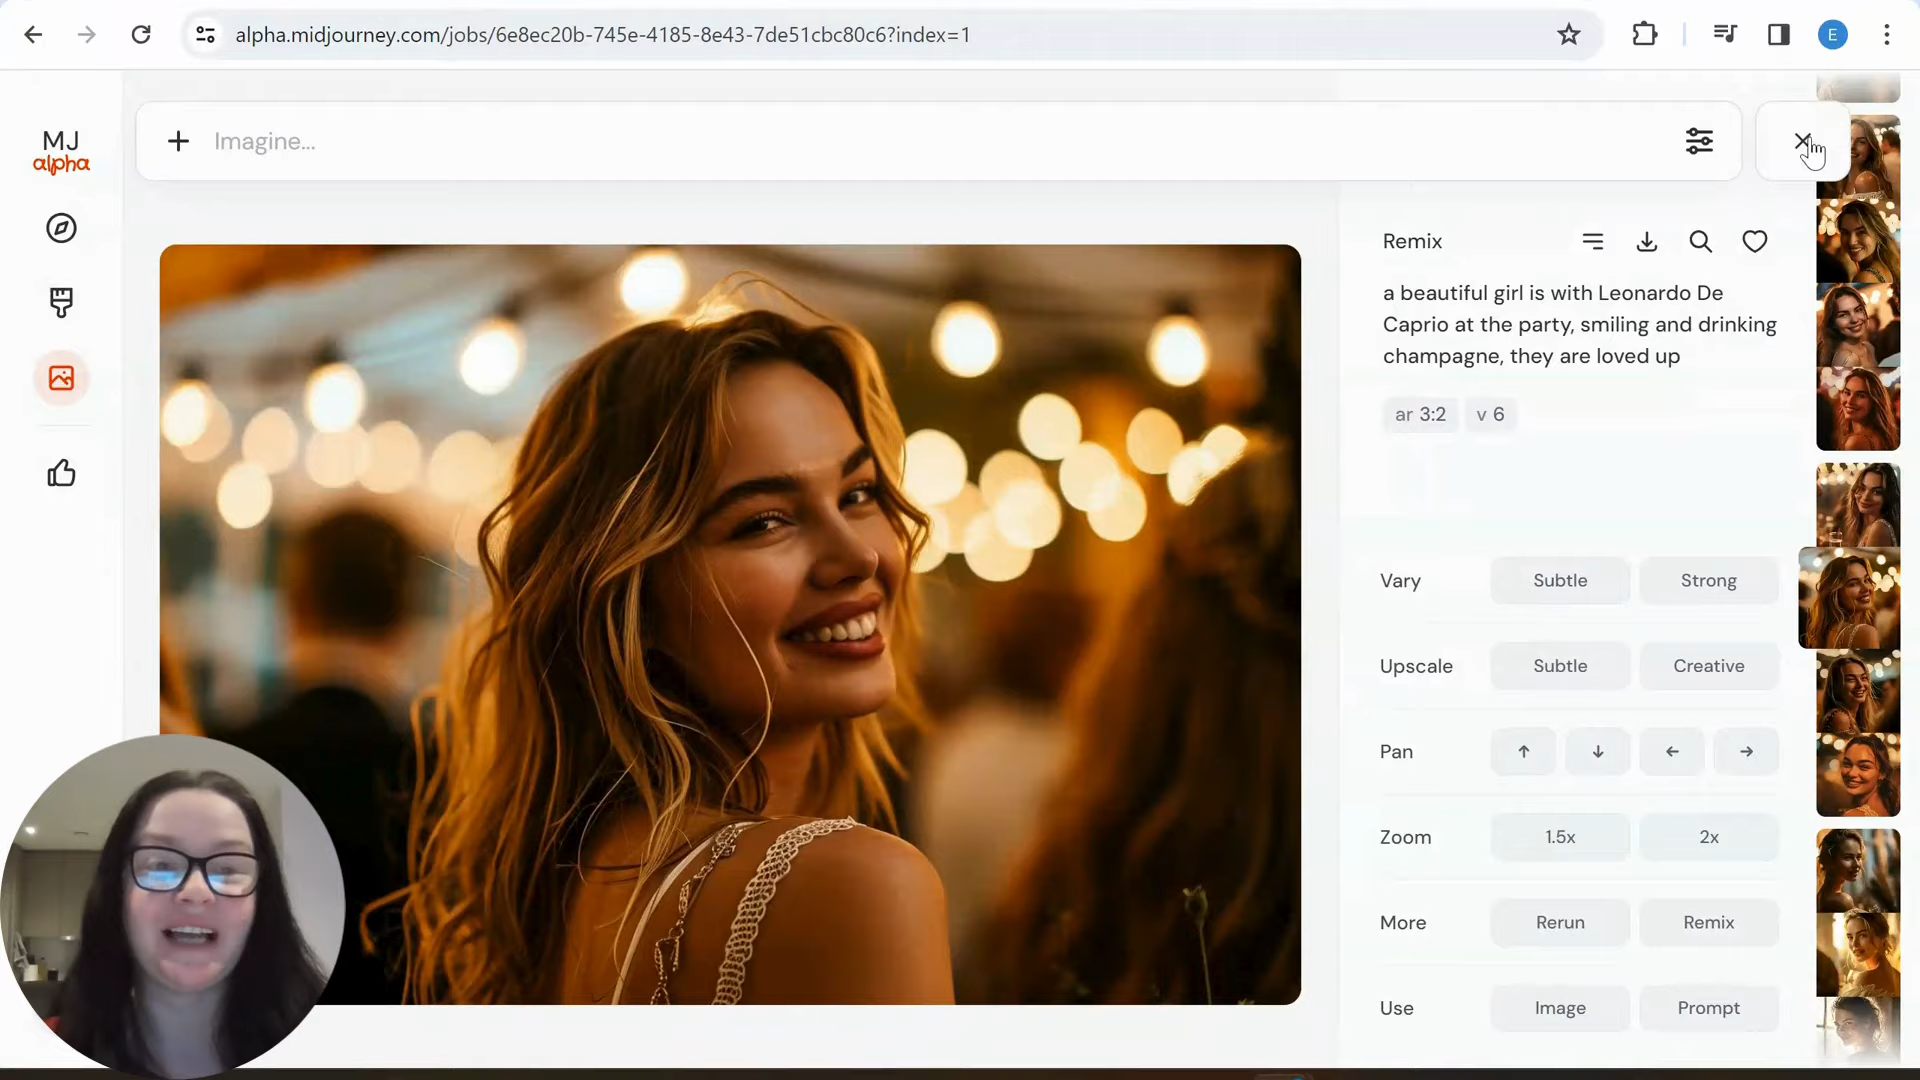 alpha.midjourney.com/jobs/6e8ec20b-745e-4185-8e43-7de51cbc80c6?index=1
E
MJ
alpha
Imagine...
Remix
a beautiful girl is with Leonardo De
Caprio at the party, smiling and drinking
champagne, they are loved up
ar 3:2 v 6
Vary Subtle Strong
Upscale Subtle Creative
Pan ↑ ↓ ← →
Zoom 1.5x 2x
More Rerun Remix
Use Image Prompt